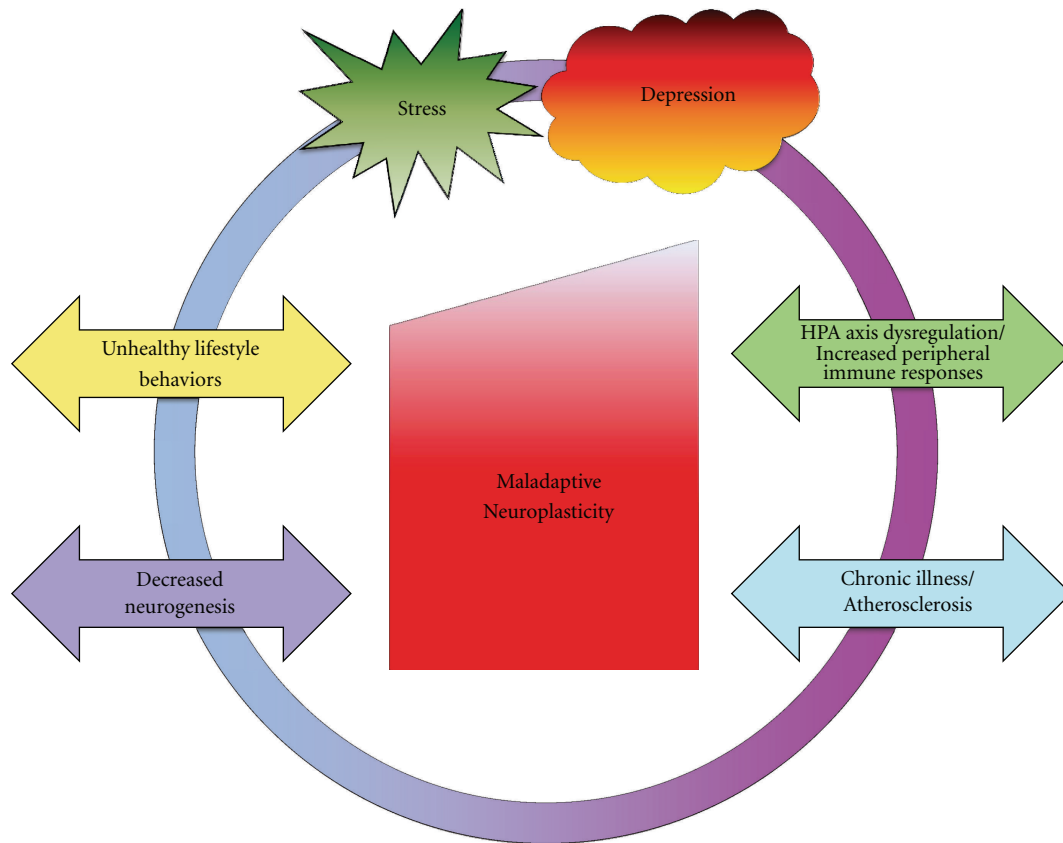 Stress
Depression
Unhealthy lifestyle
behaviors
HPA axis dysregulation/
Increased peripheral
immune responses
Maladaptive
Neuroplasticity
Decreased
neurogenesis
Chronic illness/
Atherosclerosis